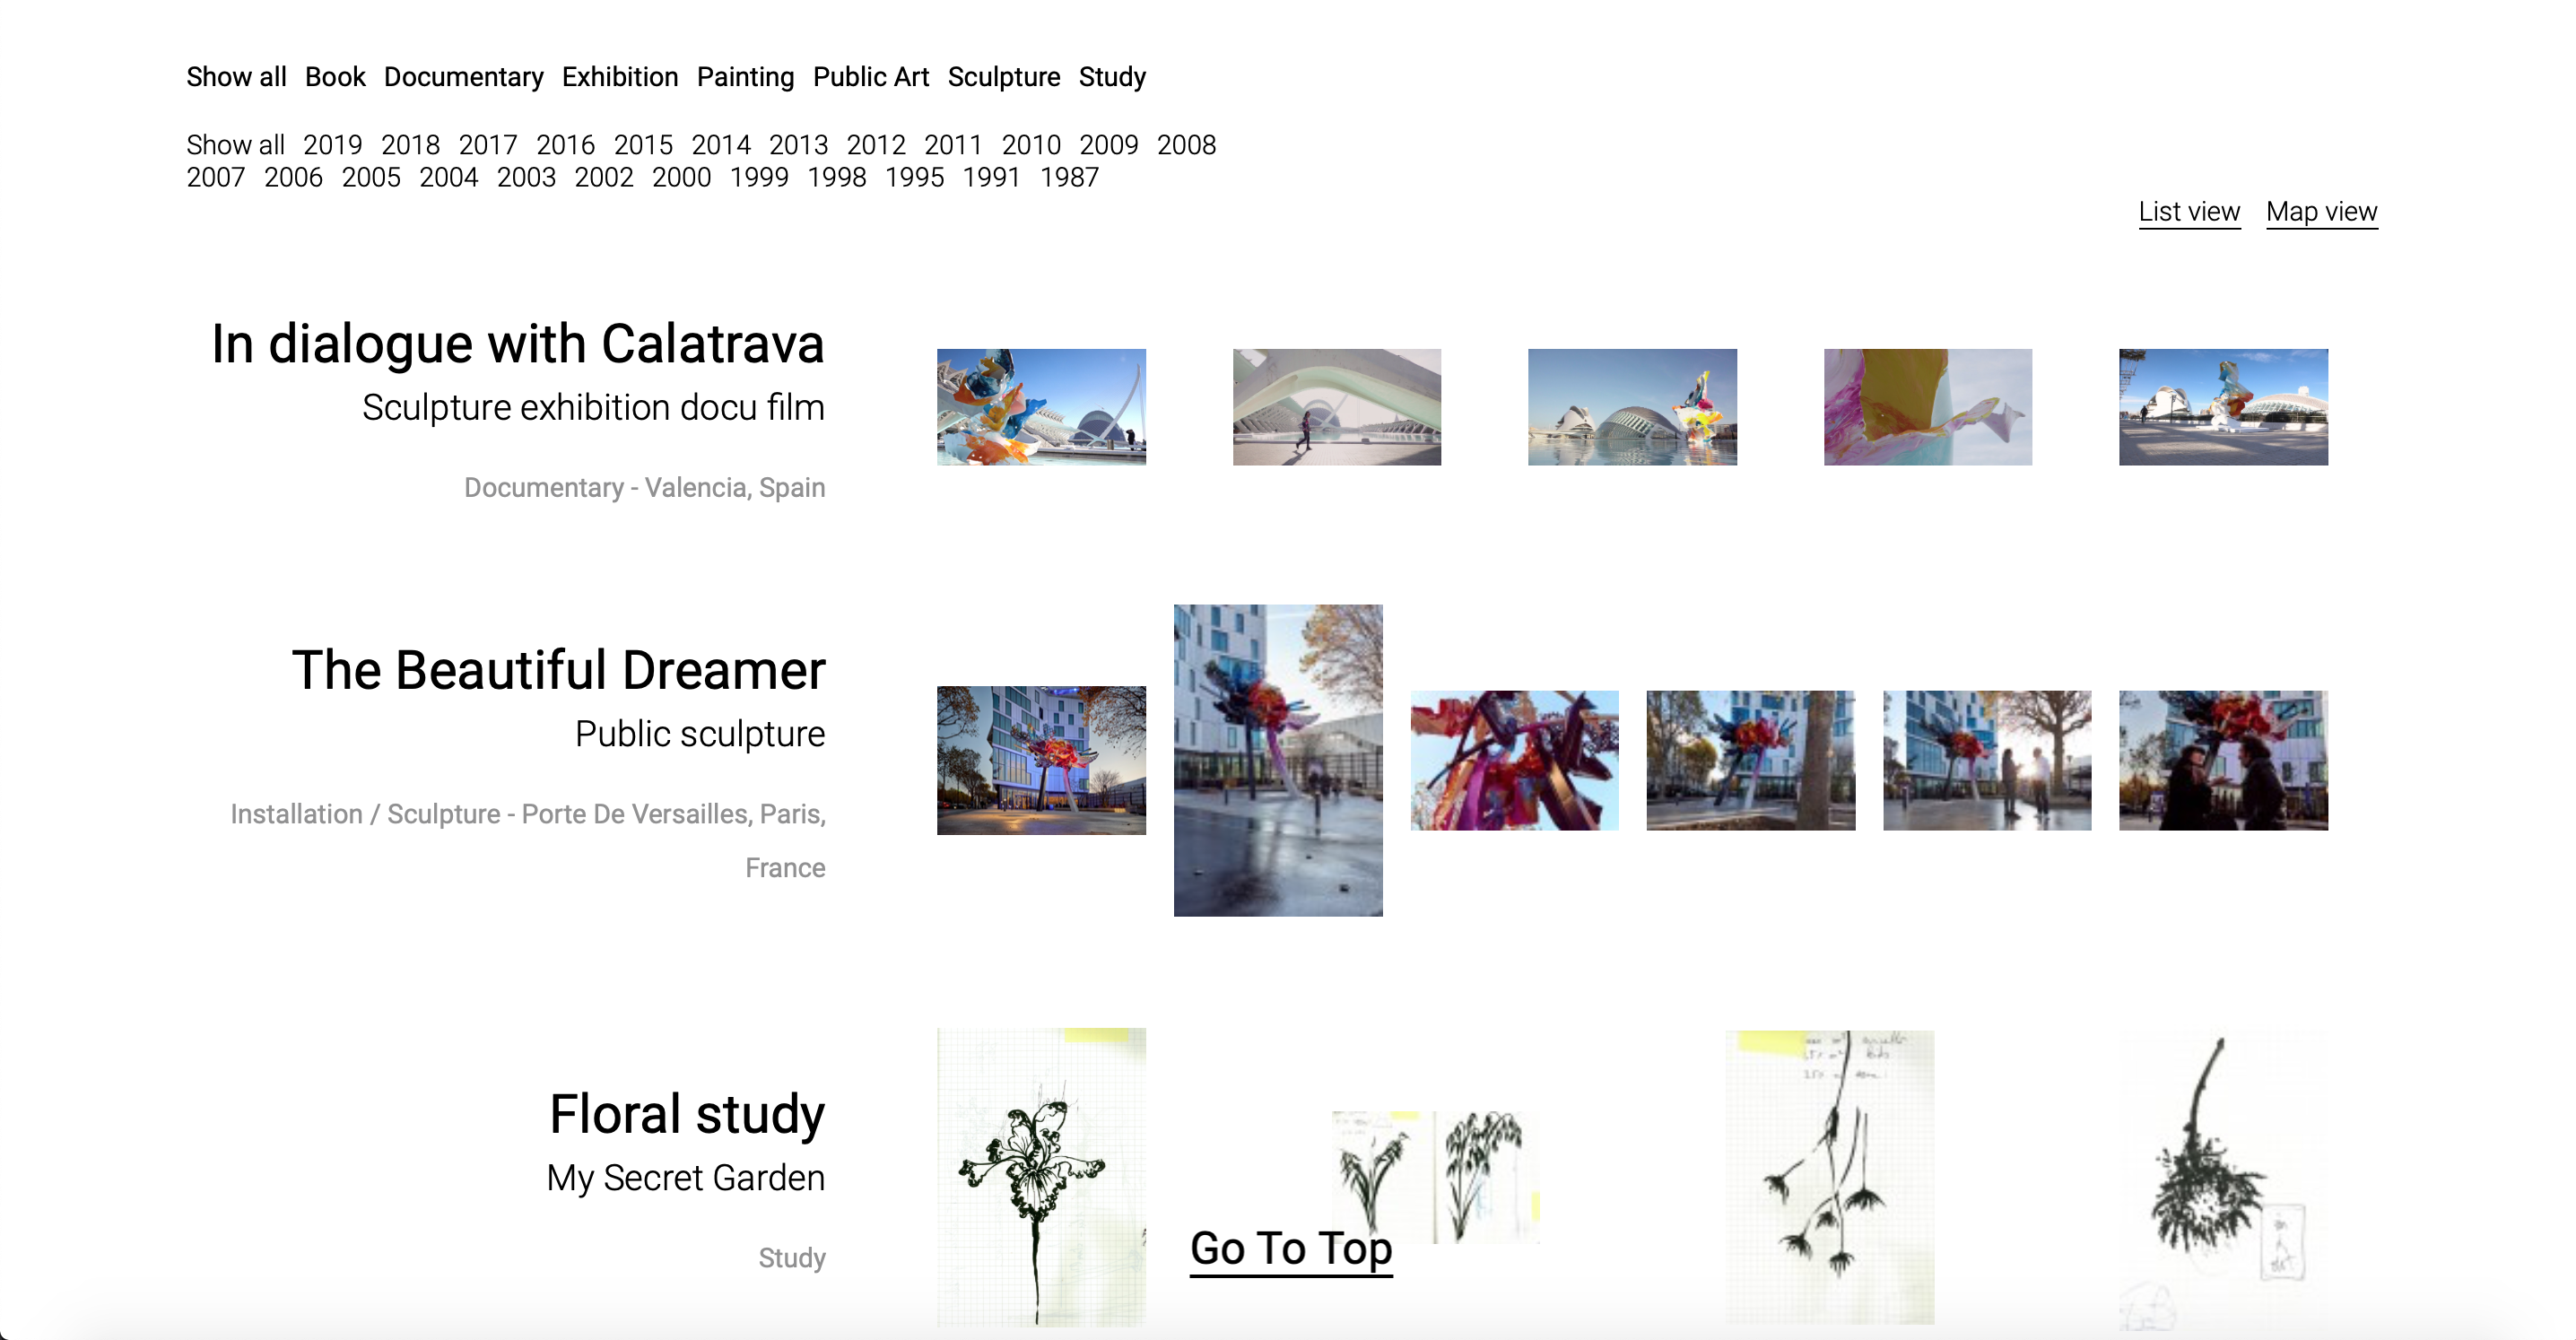 Show all Book Documentary Exhibition Painting Public Art Sculpture Study
Show all 2019 2018 2017 2016 2015 2014 2013 2012 2011 2010 2009 2008
2007 2006 2005 2004 2003 2002 2000 1999 1998 1995 1991 1987
List view Map view
In dialogue with Calatrava
Sculpture exhibition docu film
Documentary - Valencia, Spain
The Beautiful Dreamer
Public sculpture
Installation / Sculpture - Porte De Versailles, Paris,
France
Floral study
My Secret Garden
Study
Go To Top